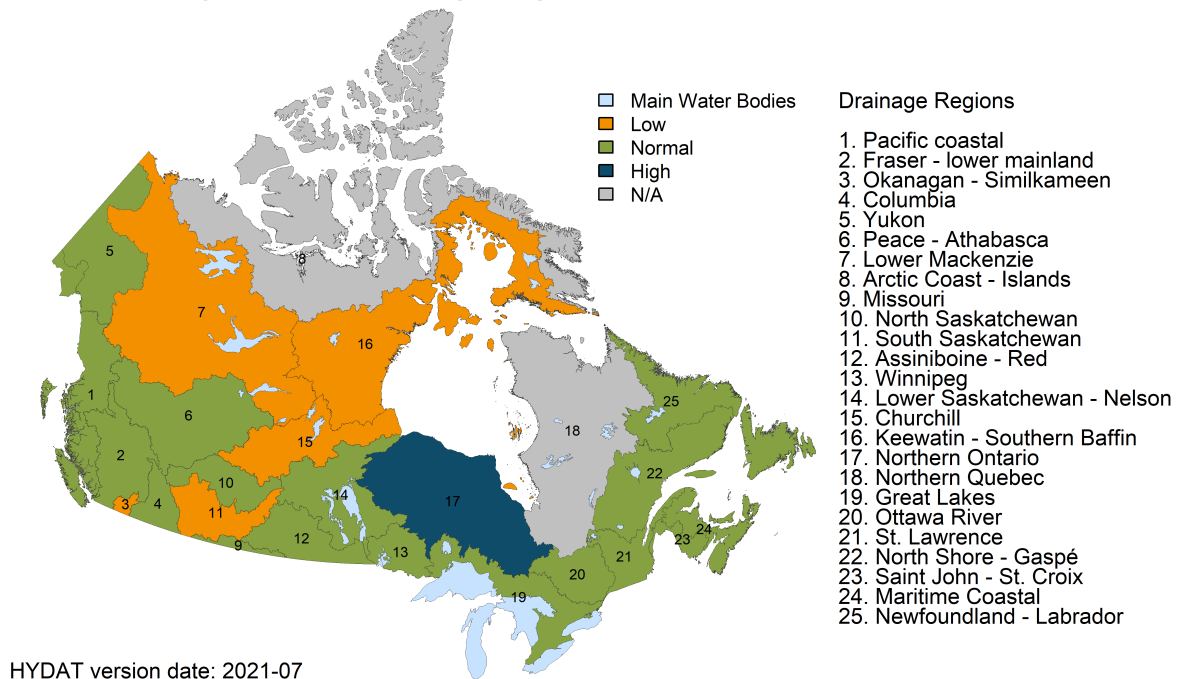 Main Water Bodies
Low
Normal
High
N/A
Drainage Regions
1. Pacific coastal
2. Fraser - lower mainland
3. Okanagan - Similkameen
4. Columbia
5. Yukon
6. Peace - Athabasca
7. Lower Mackenzie
8. Arctic Coast - Islands
9. Missouri
10. North Saskatchewan
11. South Saskatchewan
12. Assiniboine - Red
13. Winnipeg
14. Lower Saskatchewan - Nelson
15. Churchill
16. Keewatin - Southern Baffin
17. Northern Ontario
18. Northern Quebec
19. Great Lakes
20. Ottawa River
21. St. Lawrence
22. North Shore - Gaspé
23. Saint John - St. Croix
24. Maritime Coastal
25. Newfoundland - Labrador
8
5
7
16
1
6
25
18
2
15
22
10
14
3
4
11
17
9
12
13
24
23
21
20
19
HYDAT version date: 2021-07